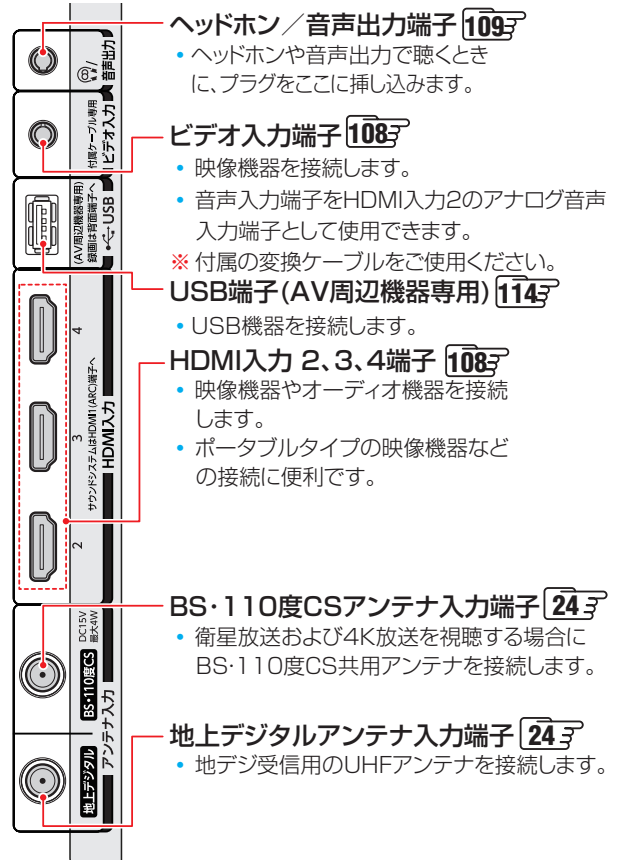 ヘッドホン／音声出力端子 109
• ヘッドホンや音声出力で聴くとき
に、プラグをここに挿し込みます。
ビデオ入力端子 108
• 映像機器を接続します。
• 音声入力端子をHDMI入力2のアナログ音声
入力端子として使用できます。
※ 付属の変換ケーブルをご使用ください。
USB端子(AV周辺機器専用) 114
• USB機器を接続します。
HDMI入力 2、3、4端子 108
• 映像機器やオーディオ機器を接続
します。
• ポータブルタイプの映像機器など
の接続に便利です。
BS・110度CSアンテナ入力端子 24
• 衛星放送および4K放送を視聴する場合に
BS・110度CS共用アンテナを接続します。
地上デジタルアンテナ入力端子 24
• 地デジ受信用のUHFアンテナを接続します。
/
音声出力
付属ケーブル専用
ビデオ入力
(AV周辺機器専用)
録画は背面端子へ
USB
4
3
2
サウンドシステムはHDMI1(ARC)端子へ
HDMI入力
DC15V
最大4W
BS・110度CS
地上デジタル
アンテナ入力